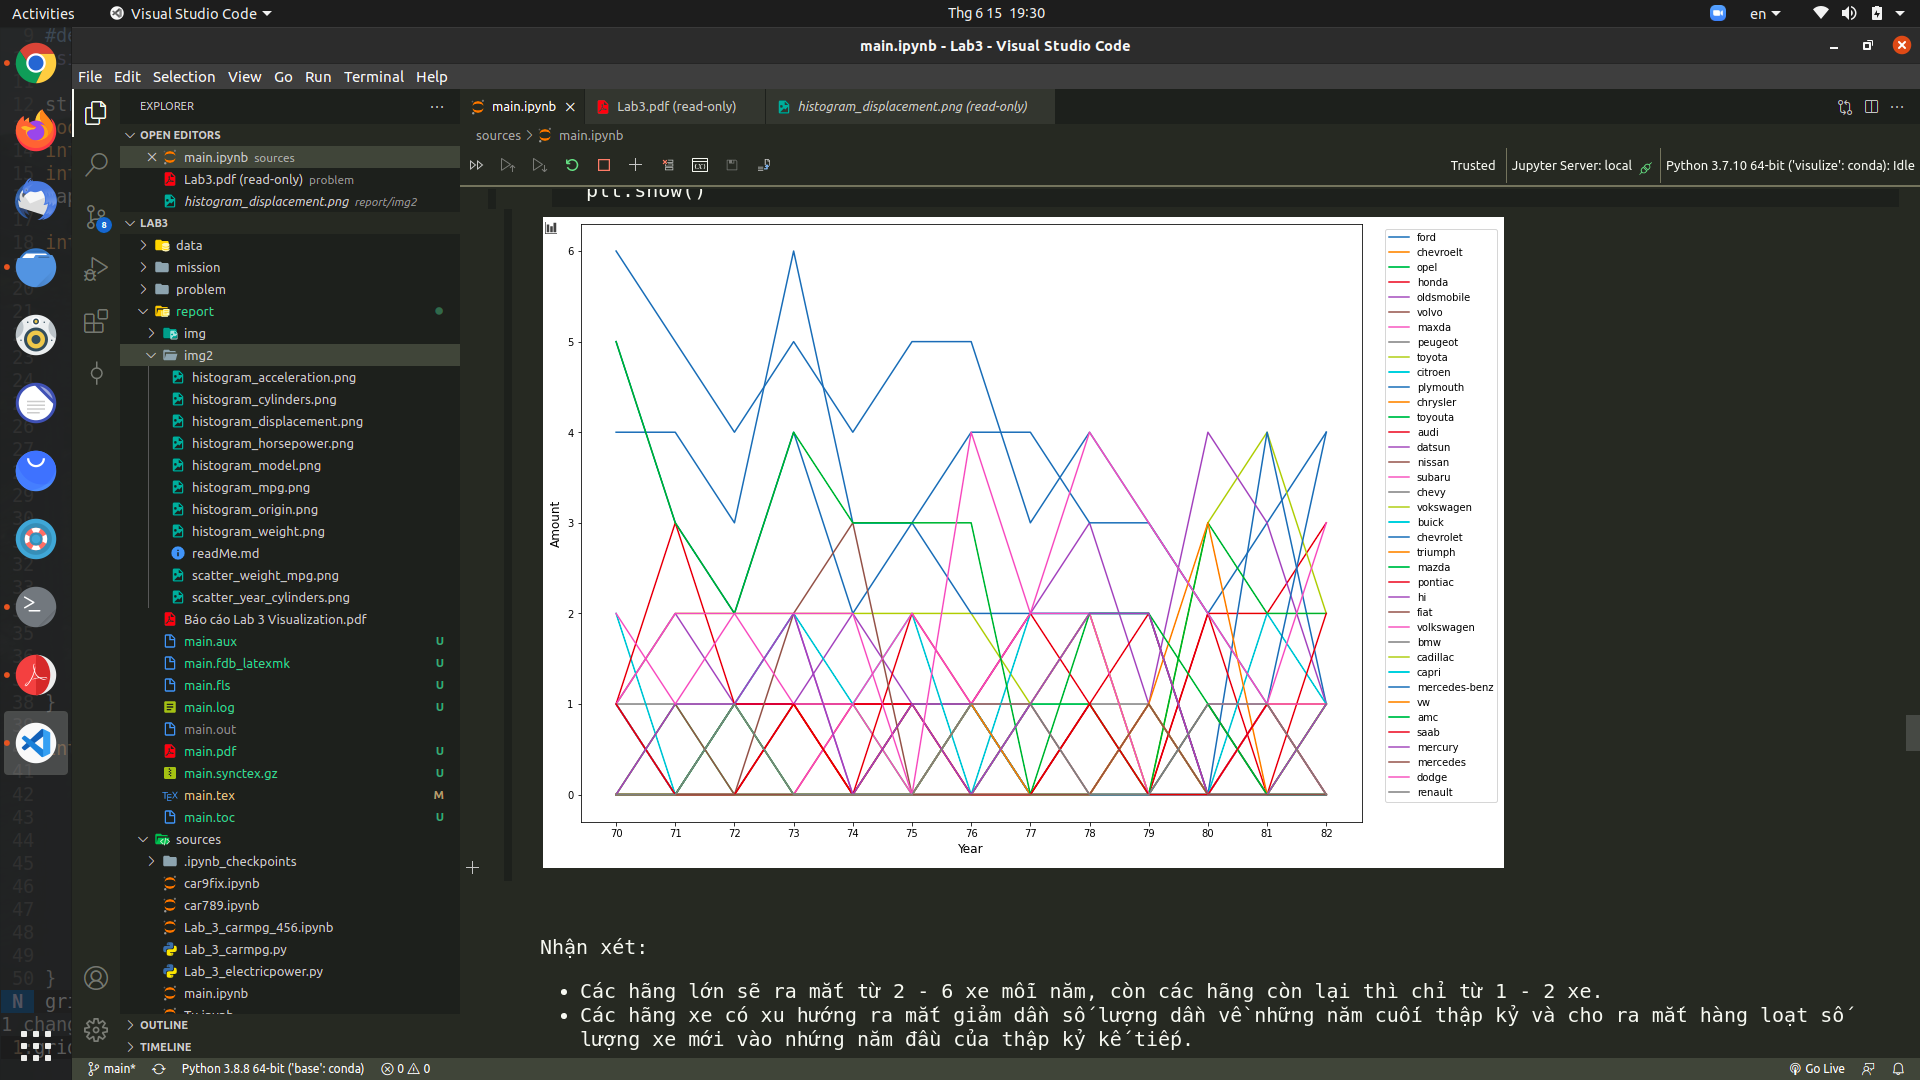 Activities
Visual Studio Code
Thg 6 15 19:30
en
main.ipynb - Lab3 - Visual Studio Code
File Edit Selection View Go Run Terminal Help
EXPLORER
OPEN EDITORS
main.ipynb sources
Lab3.pdf (read-only) problem
histogram_displacement.png report/img2
LAB3
data
mission
problem
report
img
img2
histogram_acceleration.png
histogram_cylinders.png
histogram_displacement.png
histogram_horsepower.png
histogram_model.png
histogram_mpg.png
histogram_origin.png
histogram_weight.png
readMe.md
scatter_weight_mpg.png
scatter_year_cylinders.png
Báo cáo Lab 3 Visualization.pdf
main.aux U
main.fdb_latexmk U
main.fls U
main.log U
main.out
main.pdf U
main.synctex.gz U
main.tex M
main.toc U
sources
.ipynb_checkpoints
car9fix.ipynb
car789.ipynb
Lab_3_carmpg_456.ipynb
Lab_3_carmpg.py
Lab_3_electricpower.py
main.ipynb
OUTLINE
TIMELINE
8
main.ipynb
Lab3.pdf (read-only)
histogram_displacement.png (read-only)
sources > main.ipynb
Trusted
Jupyter Server: local
Python 3.7.10 64-bit ('visulize': conda): Idle
plt.show()
6
5
4
3
2
1
0
Amount
70 71 72 73 74 75 76 77 78 79 80 81 82
Year
ford
chevroelt
opel
honda
oldsmobile
volvo
maxda
peugeot
toyota
citroen
plymouth
chrysler
toyouta
audi
datsun
nissan
subaru
chevy
vokswagen
buick
chevrolet
triumph
mazda
pontiac
hi
fiat
volkswagen
bmw
cadillac
capri
mercedes-benz
vw
amc
saab
mercury
mercedes
dodge
renault
Nhận xét:
• Các hãng lớn sẽ ra mắt từ 2 - 6 xe mỗi năm, còn các hãng còn lại thì chỉ từ 1 - 2 xe.
• Các hãng xe có xu hướng ra mắt giảm dần số lượng dần về những năm cuối thập kỷ và cho ra mắt hàng loạt số
lượng xe mới vào nhứng năm đầu của thập kỷ kế tiếp.
main*
Python 3.8.8 64-bit ('base': conda)
0
0
Go Live